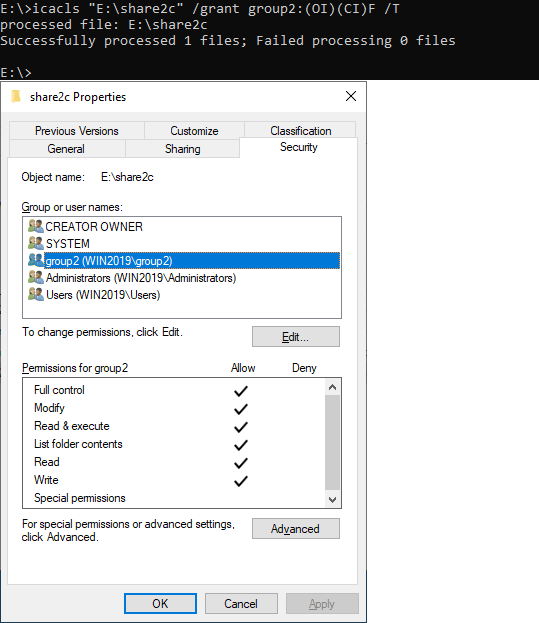 E:\>icacls "E:\share2c" /grant group2:(OI)(CI)F /T
processed file: E:\share2c
Successfully processed 1 files; Failed processing 0 files
E:\>
share2c Properties
Previous Versions Customize Classification
General Sharing Security
Object name: E:\share2c
Group or user names:
CREATOR OWNER
SYSTEM
group2 (WIN2019\group2)
Administrators (WIN2019\Administrators)
Users (WIN2019\Users)
To change permissions, click Edit. Edit...
Permissions for group2 Allow Deny
Full control
Modify
Read & execute
List folder contents
Read
Write
Special permissions
For special permissions or advanced settings, Advanced
click Advanced.
OK Cancel Apply